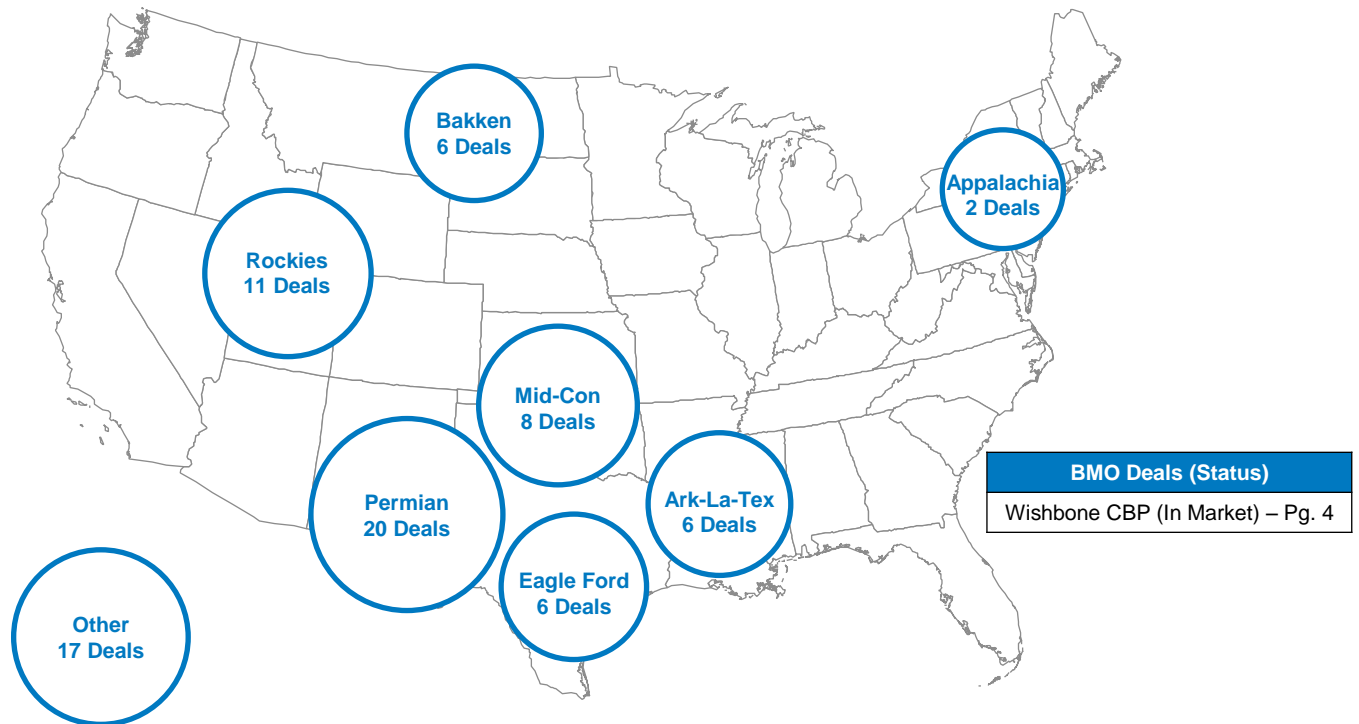 Bakken
6 Deals
Appalachia
2 Deals
Rockies
11 Deals
Mid-Con
8 Deals
Permian
20 Deals
Ark-La-Tex
6 Deals
Eagle Ford
6 Deals
Other
17 Deals
BMO Deals (Status)
Wishbone CBP (In Market) – Pg. 4